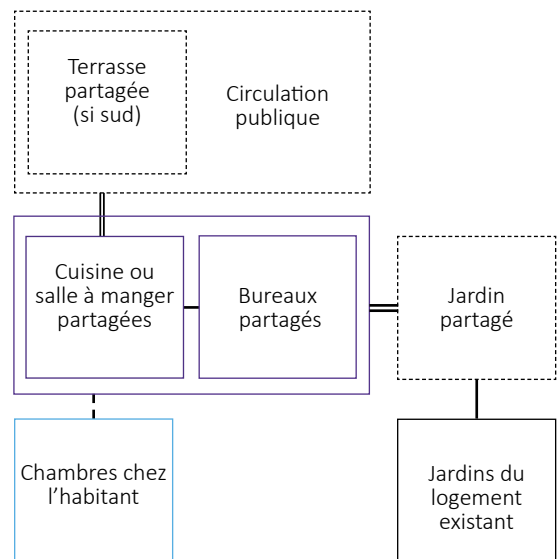 Terrasse
partagée
(si sud)
Circulation
publique
Cuisine ou
salle à manger
partagées
Bureaux
partagés
Jardin
partagé
Chambres chez
l’habitant
Jardins du
logement
existant